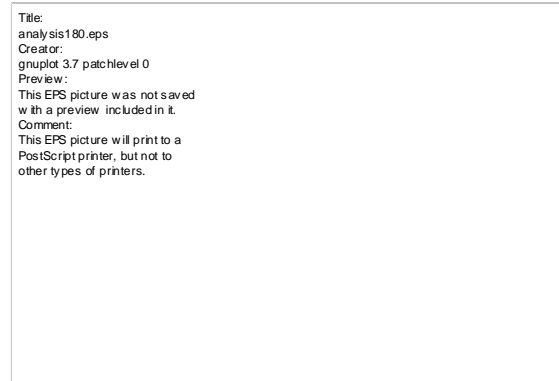 Title:
analysis180.eps
Creator:
gnuplot 3.7 patchlevel 0
Preview:
This EPS picture was not saved
with a preview included in it.
Comment:
This EPS picture will print to a
PostScript printer, but not to
other types of printers.